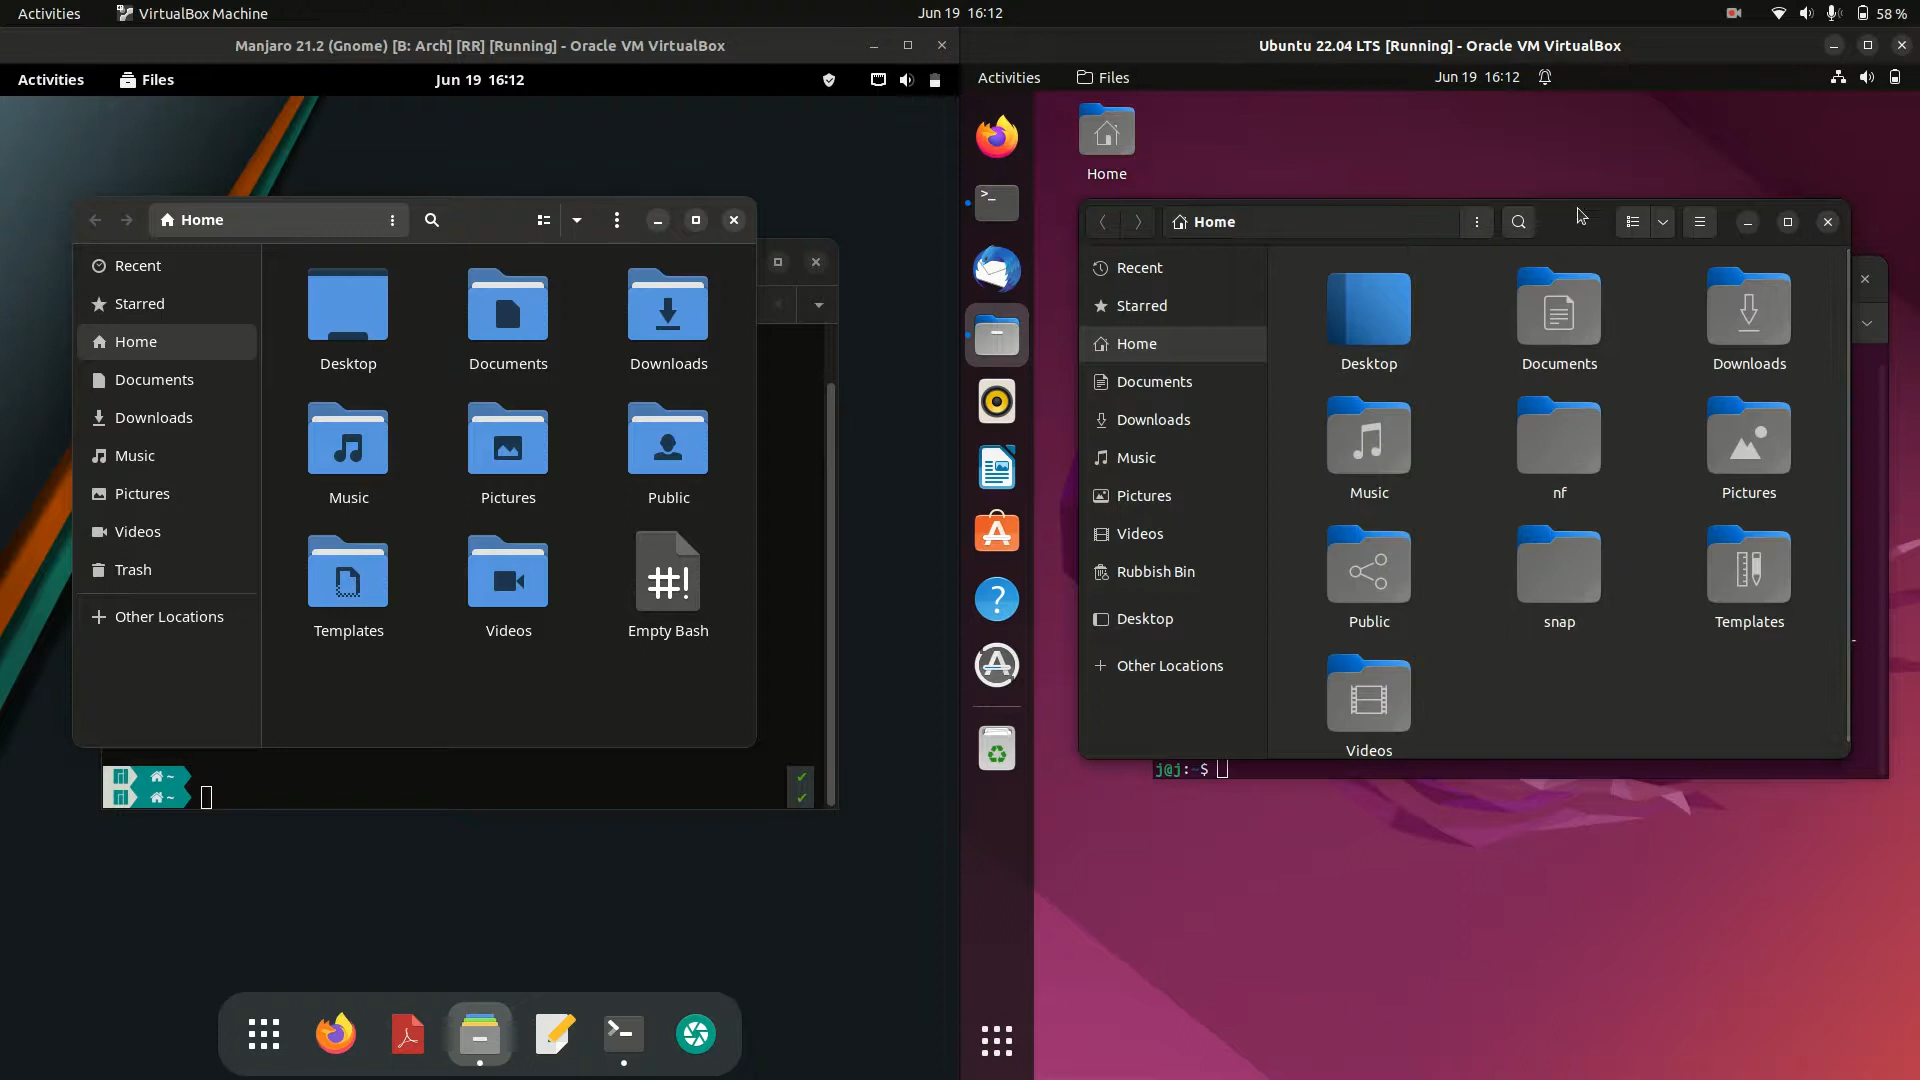 Activities VirtualBox Machine Jun 19 16:12 58 %
Manjaro 21.2 (Gnome) [B: Arch] [RR] [Running] - Oracle VM VirtualBox
Activities Files Jun 19 16:12
Home
Recent
Starred
Home
Documents
Downloads
Music
Pictures
Videos
Trash
Other Locations
Desktop Documents Downloads
Music Pictures Public
#!
Templates Videos Empty Bash
~
~
>_
Ubuntu 22.04 LTS [Running] - Oracle VM VirtualBox
Activities Files Jun 19 16:12
>_
?
Home
Home
Recent
Starred
Home
Documents
Downloads
Music
Pictures
Videos
Rubbish Bin
Desktop
Other Locations
Desktop Documents Downloads
Music nf Pictures
Public snap Templates
Videos
j@j:~$